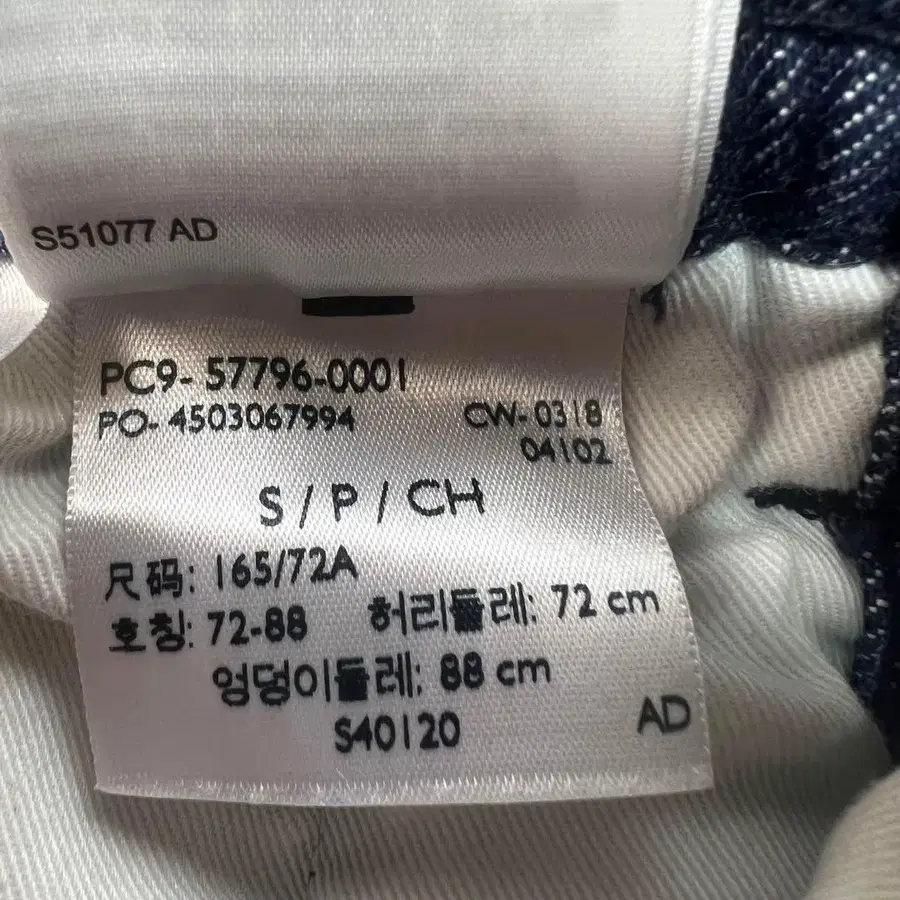 S51077 AD
PC9- 57796-0001
PO- 4503067994 CW- 0318
04102
S / P / CH
尺码: 165/72A
호칭: 72-88 허리둘레: 72 cm
엉덩이둘레: 88 cm
S40120 AD